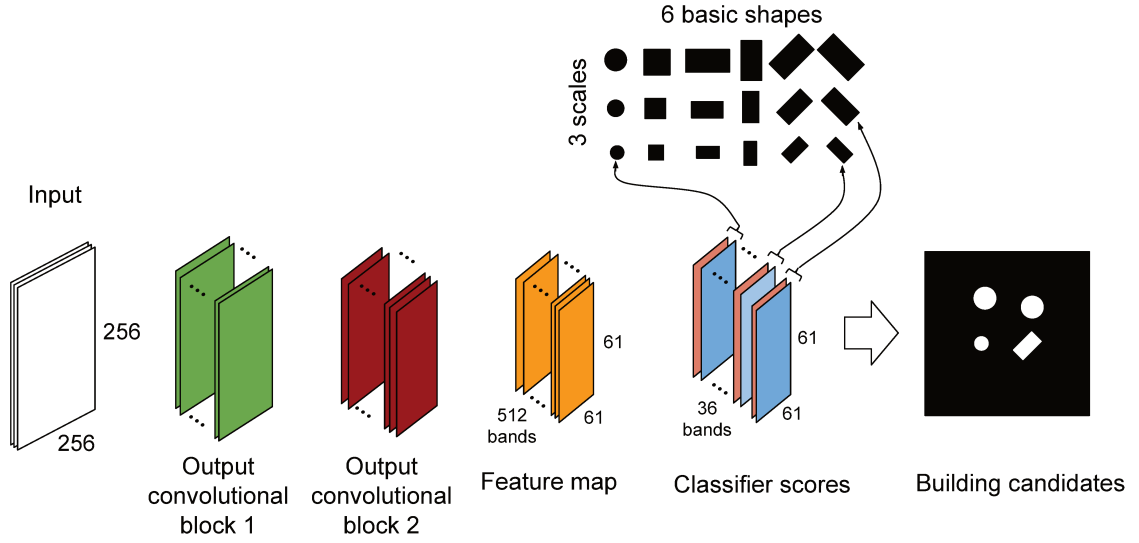 6 basic shapes
3 scales
Input
256
256
Output
convolutional
block 1
Output
convolutional
block 2
61
512
bands
61
Feature map
61
36
bands
61
Classifier scores
Building candidates